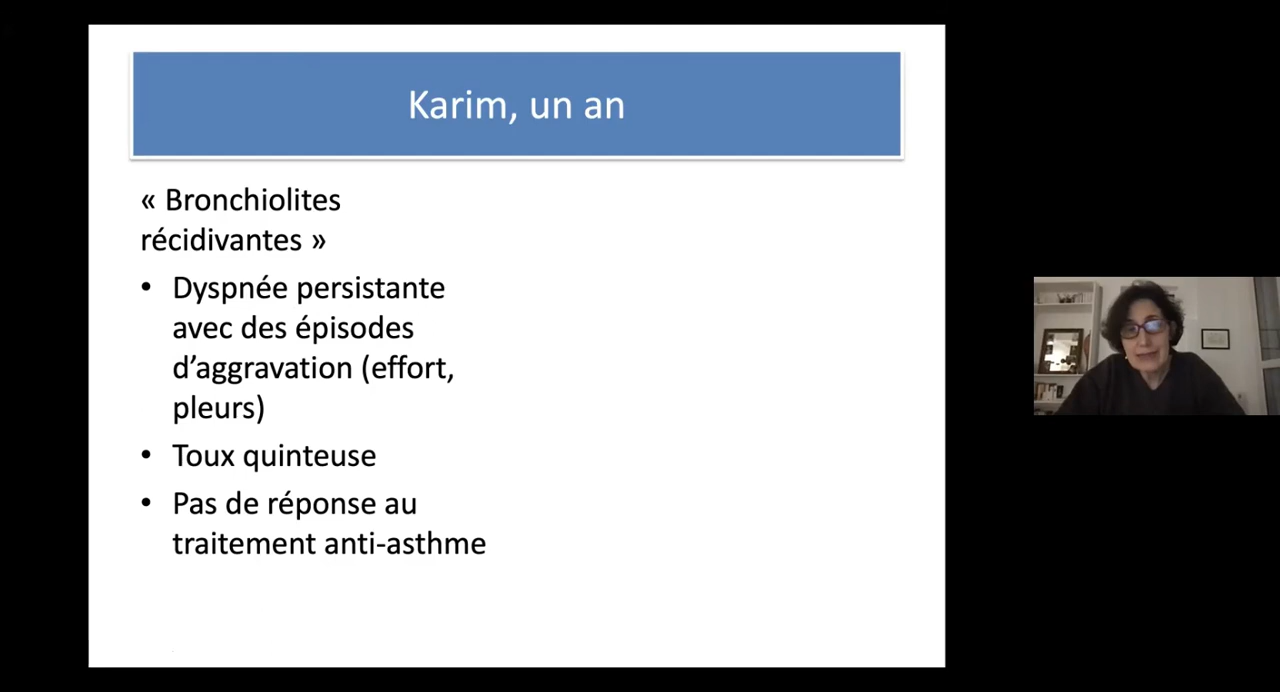 Karim, un an
« Bronchiolites
récidivantes »
• Dyspnée persistante
avec des épisodes
d’aggravation (effort,
pleurs)
• Toux quinteuse
• Pas de réponse au
traitement anti-asthme